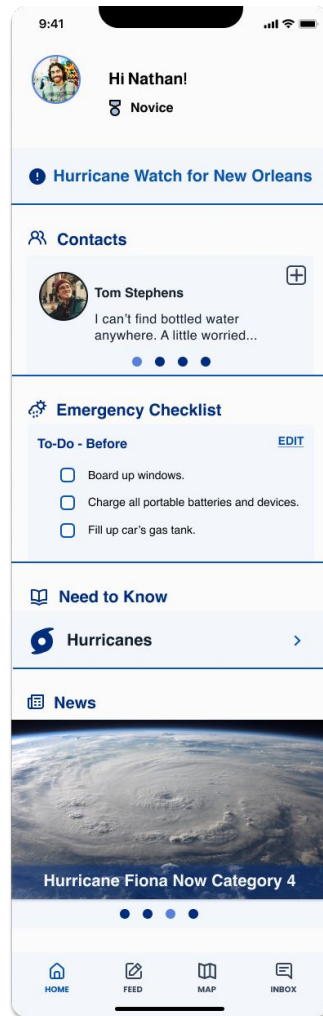 9:41
Hi Nathan!
Novice
Hurricane Watch for New Orleans
Contacts
Tom Stephens
I can't find bottled water
anywhere. A little worried...
Emergency Checklist
To-Do - Before
EDIT
Board up windows.
Charge all portable batteries and devices.
Fill up car's gas tank.
Need to Know
Hurricanes
News
Hurricane Fiona Now Category 4
HOME
FEED
MAP
INBOX